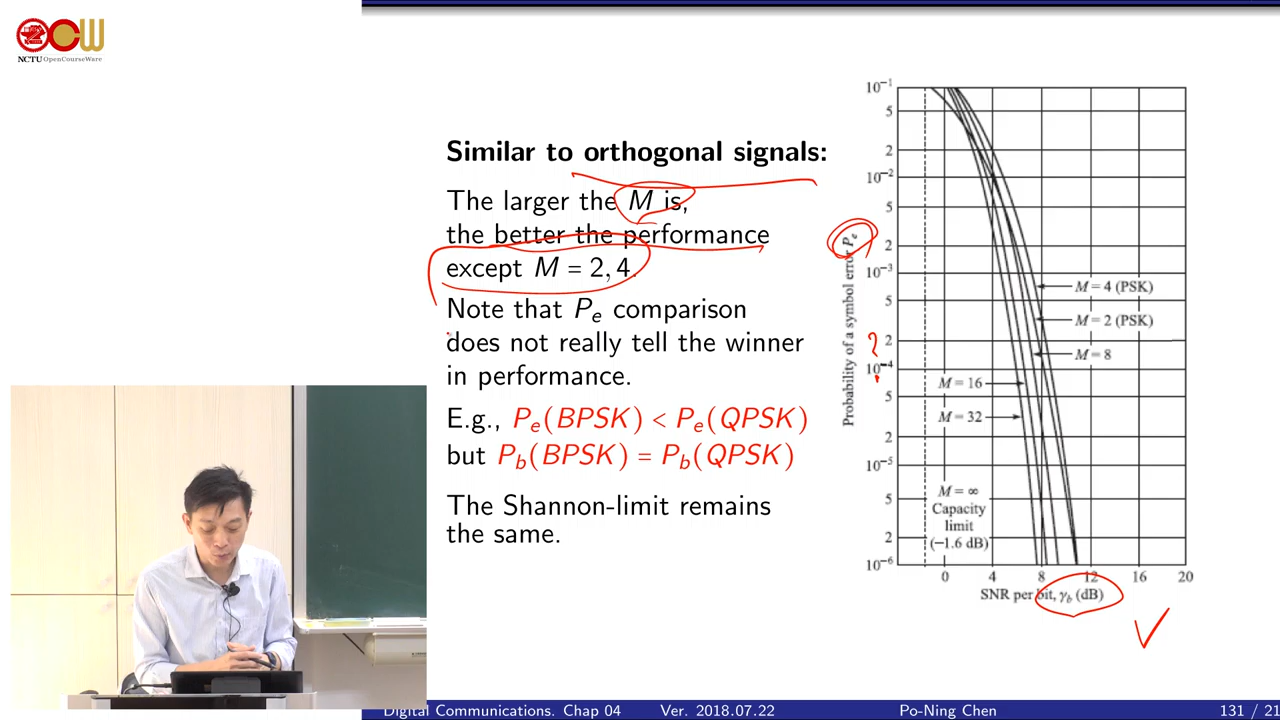 NCTU OpenCourseWare
Similar to orthogonal signals:
The larger the M is,
the better the performance
except M = 2, 4.
Note that Pe comparison
does not really tell the winner
in performance.
E.g., Pe(BPSK) < Pe(QPSK)
but Pb(BPSK) = Pb(QPSK)
The Shannon-limit remains
the same.
Probability of a symbol error Pe
10⁻¹
5
2
10⁻²
5
2
10⁻³
5
2
10⁻⁴
5
2
10⁻⁵
5
2
10⁻⁶
?
M = 4 (PSK)
M = 2 (PSK)
M = 8
M = 16
M = 32
M = ∞
Capacity
limit
(−1.6 dB)
0 4 8 12 16 20
SNR per bit, γb (dB)
Digital Communications. Chap 04 Ver. 2018.07.22 Po-Ning Chen 131 / 21